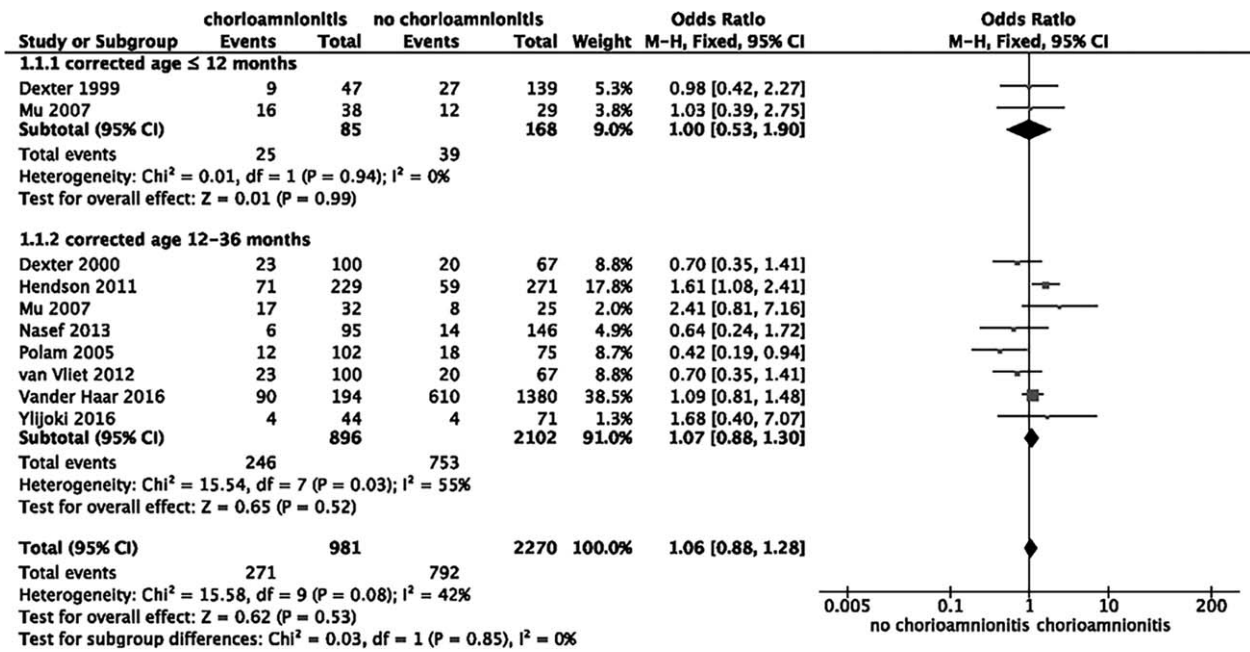 chorioamnionitis no chorioamnionitis Odds Ratio Odds Ratio
Study or Subgroup Events Total Events Total Weight M-H, Fixed, 95% CI M-H, Fixed, 95% CI
1.1.1 corrected age ≤ 12 months
Dexter 1999 9 47 27 139 5.3% 0.98 [0.42, 2.27]
Mu 2007 16 38 12 29 3.8% 1.03 [0.39, 2.75]
Subtotal (95% CI) 85 168 9.0% 1.00 [0.53, 1.90]
Total events 25 39
Heterogeneity: Chi² = 0.01, df = 1 (P = 0.94); I² = 0%
Test for overall effect: Z = 0.01 (P = 0.99)
1.1.2 corrected age 12-36 months
Dexter 2000 23 100 20 67 8.8% 0.70 [0.35, 1.41]
Hendson 2011 71 229 59 271 17.8% 1.61 [1.08, 2.41]
Mu 2007 17 32 8 25 2.0% 2.41 [0.81, 7.16]
Nasef 2013 6 95 14 146 4.9% 0.64 [0.24, 1.72]
Polam 2005 12 102 18 75 8.7% 0.42 [0.19, 0.94]
van Vliet 2012 23 100 20 67 8.8% 0.70 [0.35, 1.41]
Vander Haar 2016 90 194 610 1380 38.5% 1.09 [0.81, 1.48]
Ylijoki 2016 4 44 4 71 1.3% 1.68 [0.40, 7.07]
Subtotal (95% CI) 896 2102 91.0% 1.07 [0.88, 1.30]
Total events 246 753
Heterogeneity: Chi² = 15.54, df = 7 (P = 0.03); I² = 55%
Test for overall effect: Z = 0.65 (P = 0.52)
Total (95% CI) 981 2270 100.0% 1.06 [0.88, 1.28]
Total events 271 792
Heterogeneity: Chi² = 15.58, df = 9 (P = 0.08); I² = 42%
Test for overall effect: Z = 0.62 (P = 0.53)
Test for subgroup differences: Chi² = 0.03, df = 1 (P = 0.85), I² = 0%
0.005 0.1 1 10 200
no chorioamnionitis chorioamnionitis